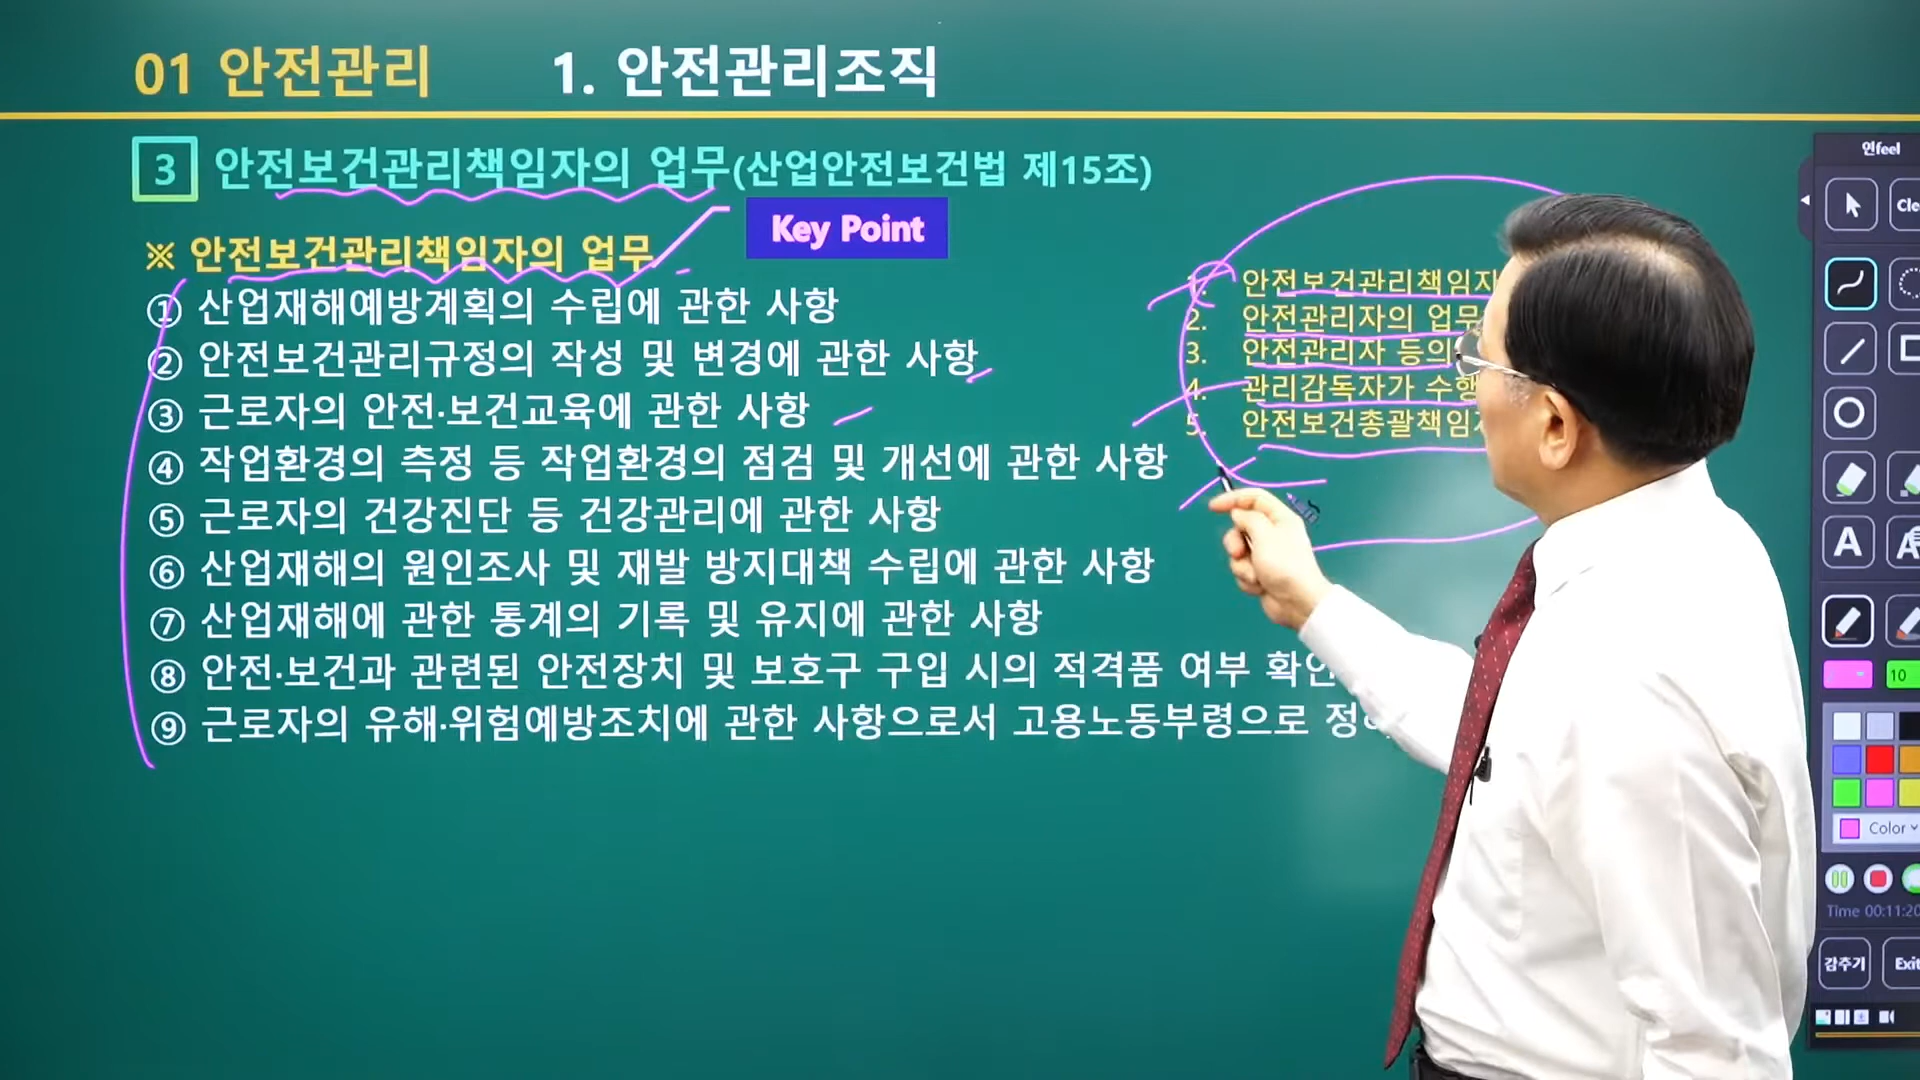 01 안전관리 1. 안전관리조직
3 안전보건관리책임자의 업무(산업안전보건법 제15조)
Key Point
※ 안전보건관리책임자의 업무
① 산업재해예방계획의 수립에 관한 사항
② 안전보건관리규정의 작성 및 변경에 관한 사항
③ 근로자의 안전·보건교육에 관한 사항
④ 작업환경의 측정 등 작업환경의 점검 및 개선에 관한 사항
⑤ 근로자의 건강진단 등 건강관리에 관한 사항
⑥ 산업재해의 원인조사 및 재발 방지대책 수립에 관한 사항
⑦ 산업재해에 관한 통계의 기록 및 유지에 관한 사항
⑧ 안전·보건과 관련된 안전장치 및 보호구 구입 시의 적격품 여부 확인
⑨ 근로자의 유해·위험예방조치에 관한 사항으로서 고용노동부령으로
1. 안전보건관리책임자
2. 안전관리자의 업무
3. 안전관리자 등의
4. 관리감독자가 수행
5. 안전보건총괄책임자
연feel
Cle
A
10
Color
Time 00:11:20
감추기
Exit